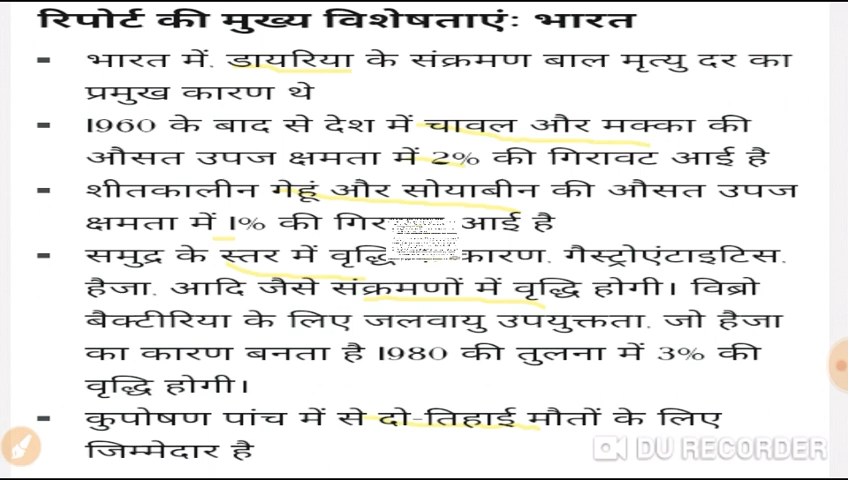 रिपोर्ट की मुख्य विशेषताएं: भारत
- भारत में. डायरिया के संक्रमण बाल मृत्यु दर का
प्रमुख कारण थे
- 1960 के बाद से देश में चावल और मक्का की
औसत उपज क्षमता में 2% की गिरावट आई है
- शीतकालीन गेहूं और सोयाबीन की औसत उपज
क्षमता में 1% की आई है
- समुद्र के स्तर में वृद्धि कारण. गैस्ट्रोएंटाइटिस.
हैजा. आदि जैसे संक्रमणों में वृद्धि होगी। विब्रो
बैक्टीरिया के लिए जलवायु उपयुक्तता. जो हैजा
का कारण बनता है 1980 की तुलना में 3% की
वृद्धि होगी।
- कुपोषण पांच में से दो-तिहाई मौतों के लिए
जिम्मेदार है
DU RECORDER